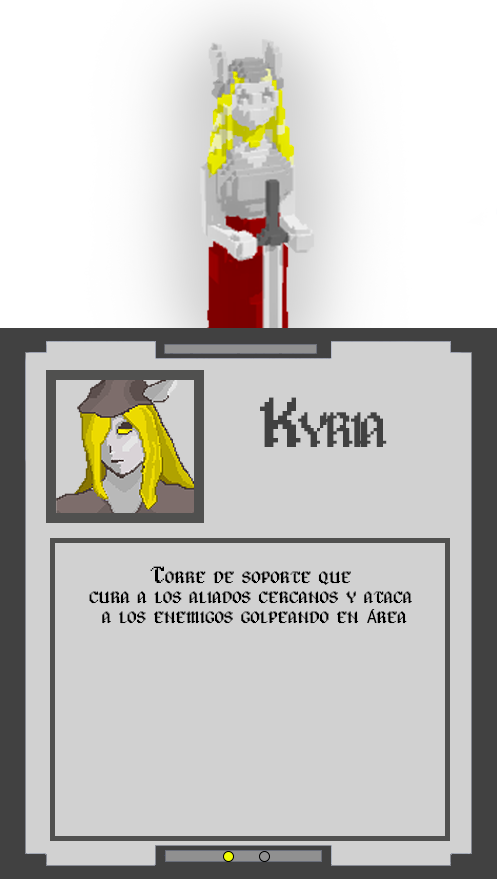 Kyria
Torre de soporte que
cura a los aliados cercanos y ataca
a los enemigos golpeando en área